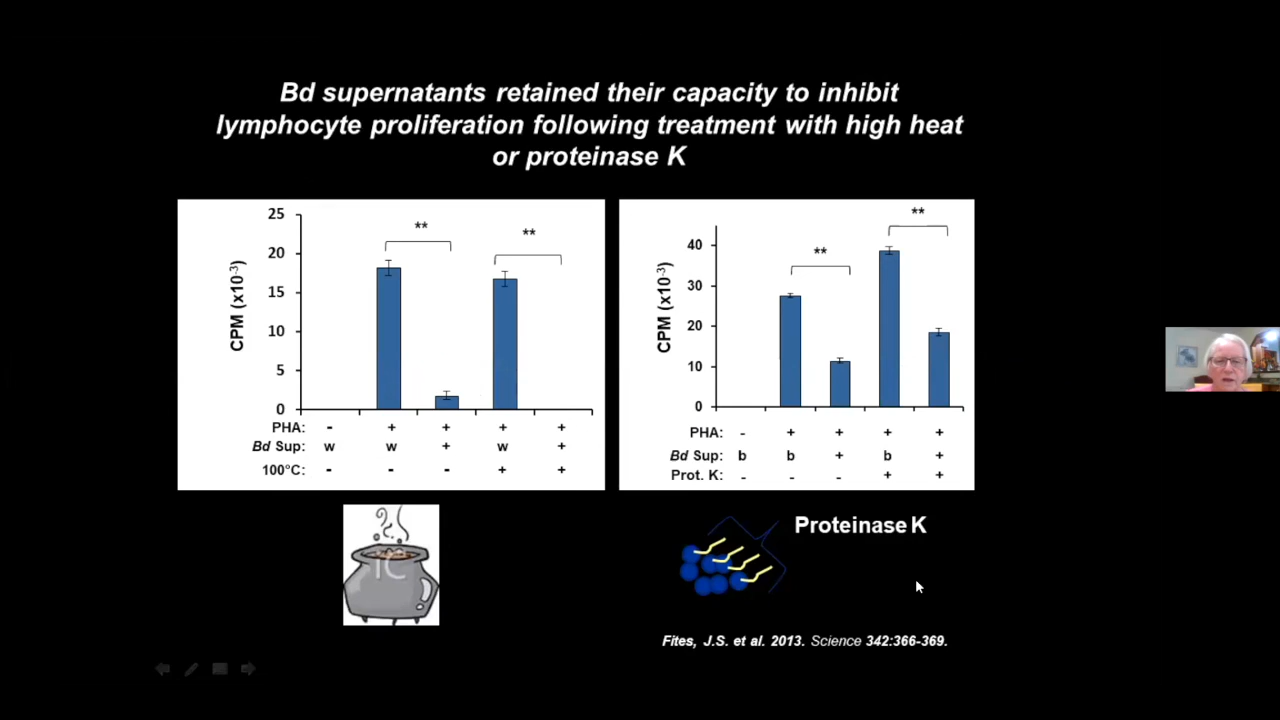 Bd supernatants retained their capacity to inhibit
lymphocyte proliferation following treatment with high heat
or proteinase K
25
20
15
10
5
0
CPM (x10⁻³)
**
**
PHA: - + + + +
Bd Sup: w w + w +
100°C: - - - + +
40
30
20
10
0
CPM (x10⁻³)
**
**
PHA: - + + + +
Bd Sup: b b + b +
Prot. K: - - - + +
IC
Proteinase K
Fites, J.S. et al. 2013. Science 342:366-369.